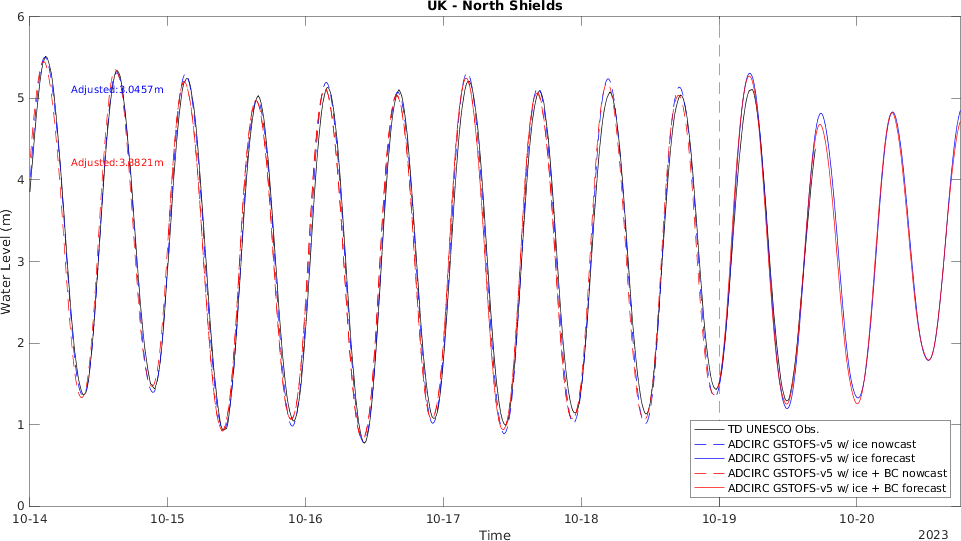 UK - North Shields
6
5
4
3
2
1
0
Water Level (m)
Adjusted:3.0457m
Adjusted:3.8821m
TD UNESCO Obs.
ADCIRC GSTOFS-v5 w/ ice nowcast
ADCIRC GSTOFS-v5 w/ ice forecast
ADCIRC GSTOFS-v5 w/ ice + BC nowcast
ADCIRC GSTOFS-v5 w/ ice + BC forecast
10-14 10-15 10-16 10-17 10-18 10-19 10-20
Time
2023